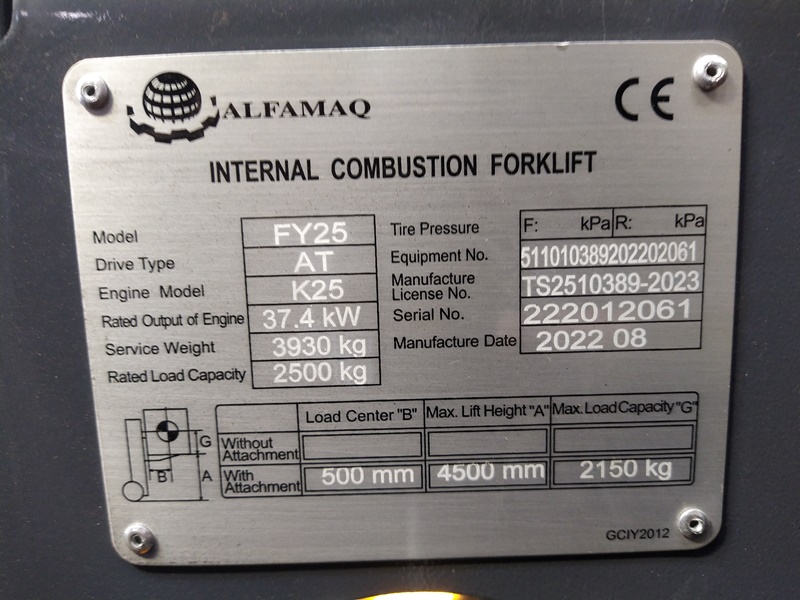 ALFAMAQ
CE
INTERNAL COMBUSTION FORKLIFT
Model FY25
Drive Type AT
Engine Model K25
Rated Output of Engine 37.4 kW
Service Weight 3930 kg
Rated Load Capacity 2500 kg
Tire Pressure F: kPa R: kPa
Equipment No. 511010389202202061
Manufacture
License No. TS2510389-2023
Serial No. 222012061
Manufacture Date 2022 08
Load Center "B" Max. Lift Height "A" Max. Load Capacity "G"
Without
Attachment
With
Attachment 500 mm 4500 mm 2150 kg
G
B
A
GCIY2012